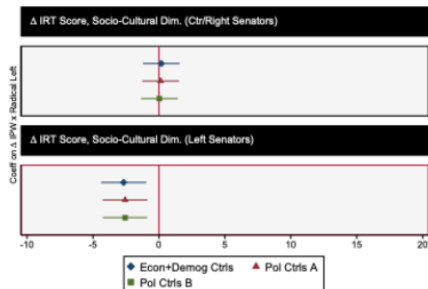 Δ IRT Score, Socio-Cultural Dim. (Ctr/Right Senators)
Coeff on Δ IPW x Radical Left
Δ IRT Score, Socio-Cultural Dim. (Left Senators)
-10 -5 0 5 10 15 20
Econ+Demog Ctrls Pol Ctrls A
Pol Ctrls B